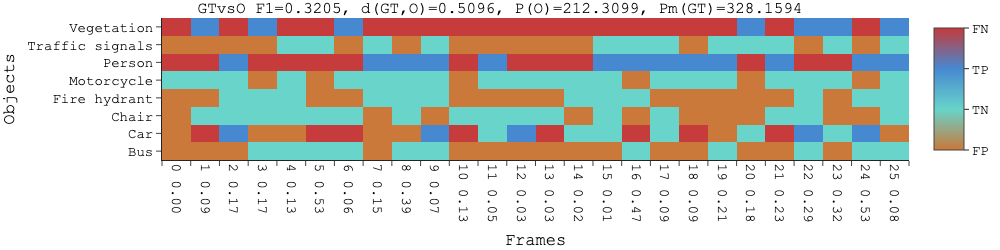 GTvsO F1=0.3205, d(GT,O)=0.5096, P(O)=212.3099, Pm(GT)=328.1594
Objects
Vegetation
Traffic signals
Person
Motorcycle
Fire hydrant
Chair
Car
Bus
FN
TP
TN
FP
0 0.00
1 0.09
2 0.17
3 0.17
4 0.13
5 0.53
6 0.06
7 0.15
8 0.39
9 0.07
10 0.13
11 0.05
12 0.03
13 0.03
14 0.02
15 0.01
16 0.47
17 0.09
18 0.09
19 0.21
20 0.18
21 0.23
22 0.29
23 0.32
24 0.53
25 0.08
Frames